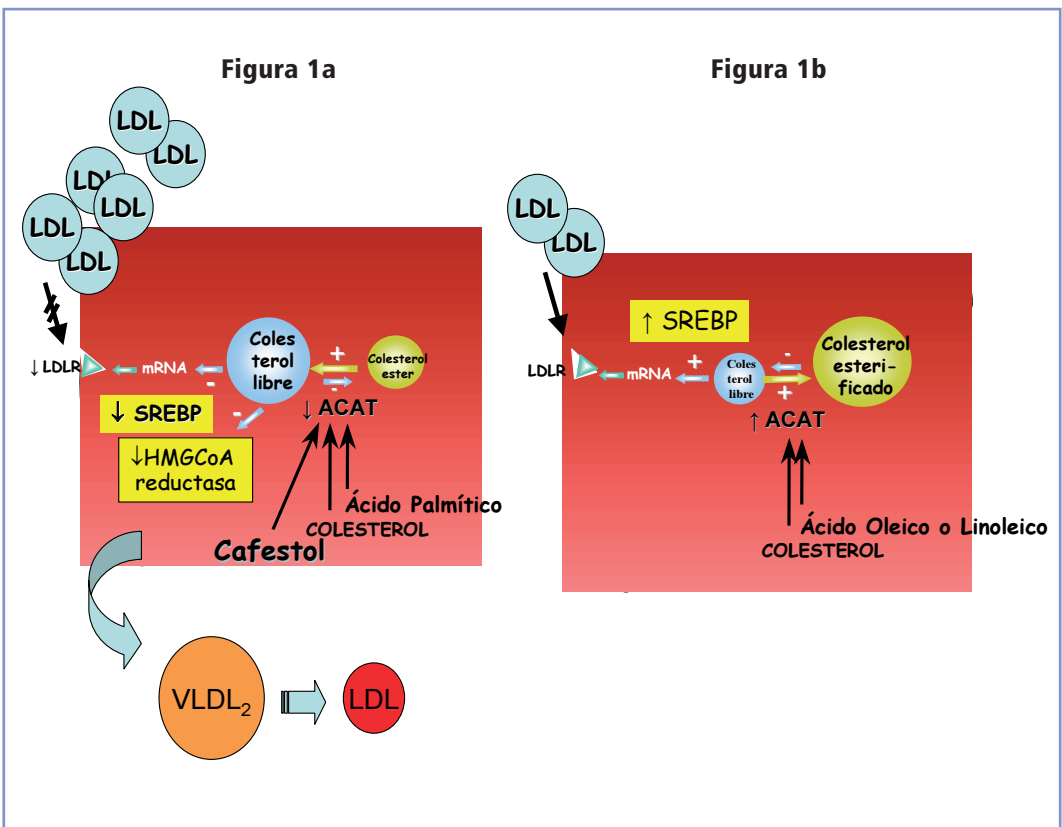 Figura 1a
LDL
LDL
LDL
LDL
LDL
LDL
↓ LDLR
mRNA
-
Coles
terol
libre
+
-
Colesterol
ester
↓ SREBP
-
↓ ACAT
↓HMGCoA
reductasa
Ácido Palmítico
COLESTEROL
Cafestol
VLDL₂
LDL
Figura 1b
LDL
LDL
↑ SREBP
LDLR
mRNA
+
Coles
terol
libre
-
+
Colesterol
esteri-
ficado
↑ ACAT
Ácido Oleico o Linoleico
COLESTEROL